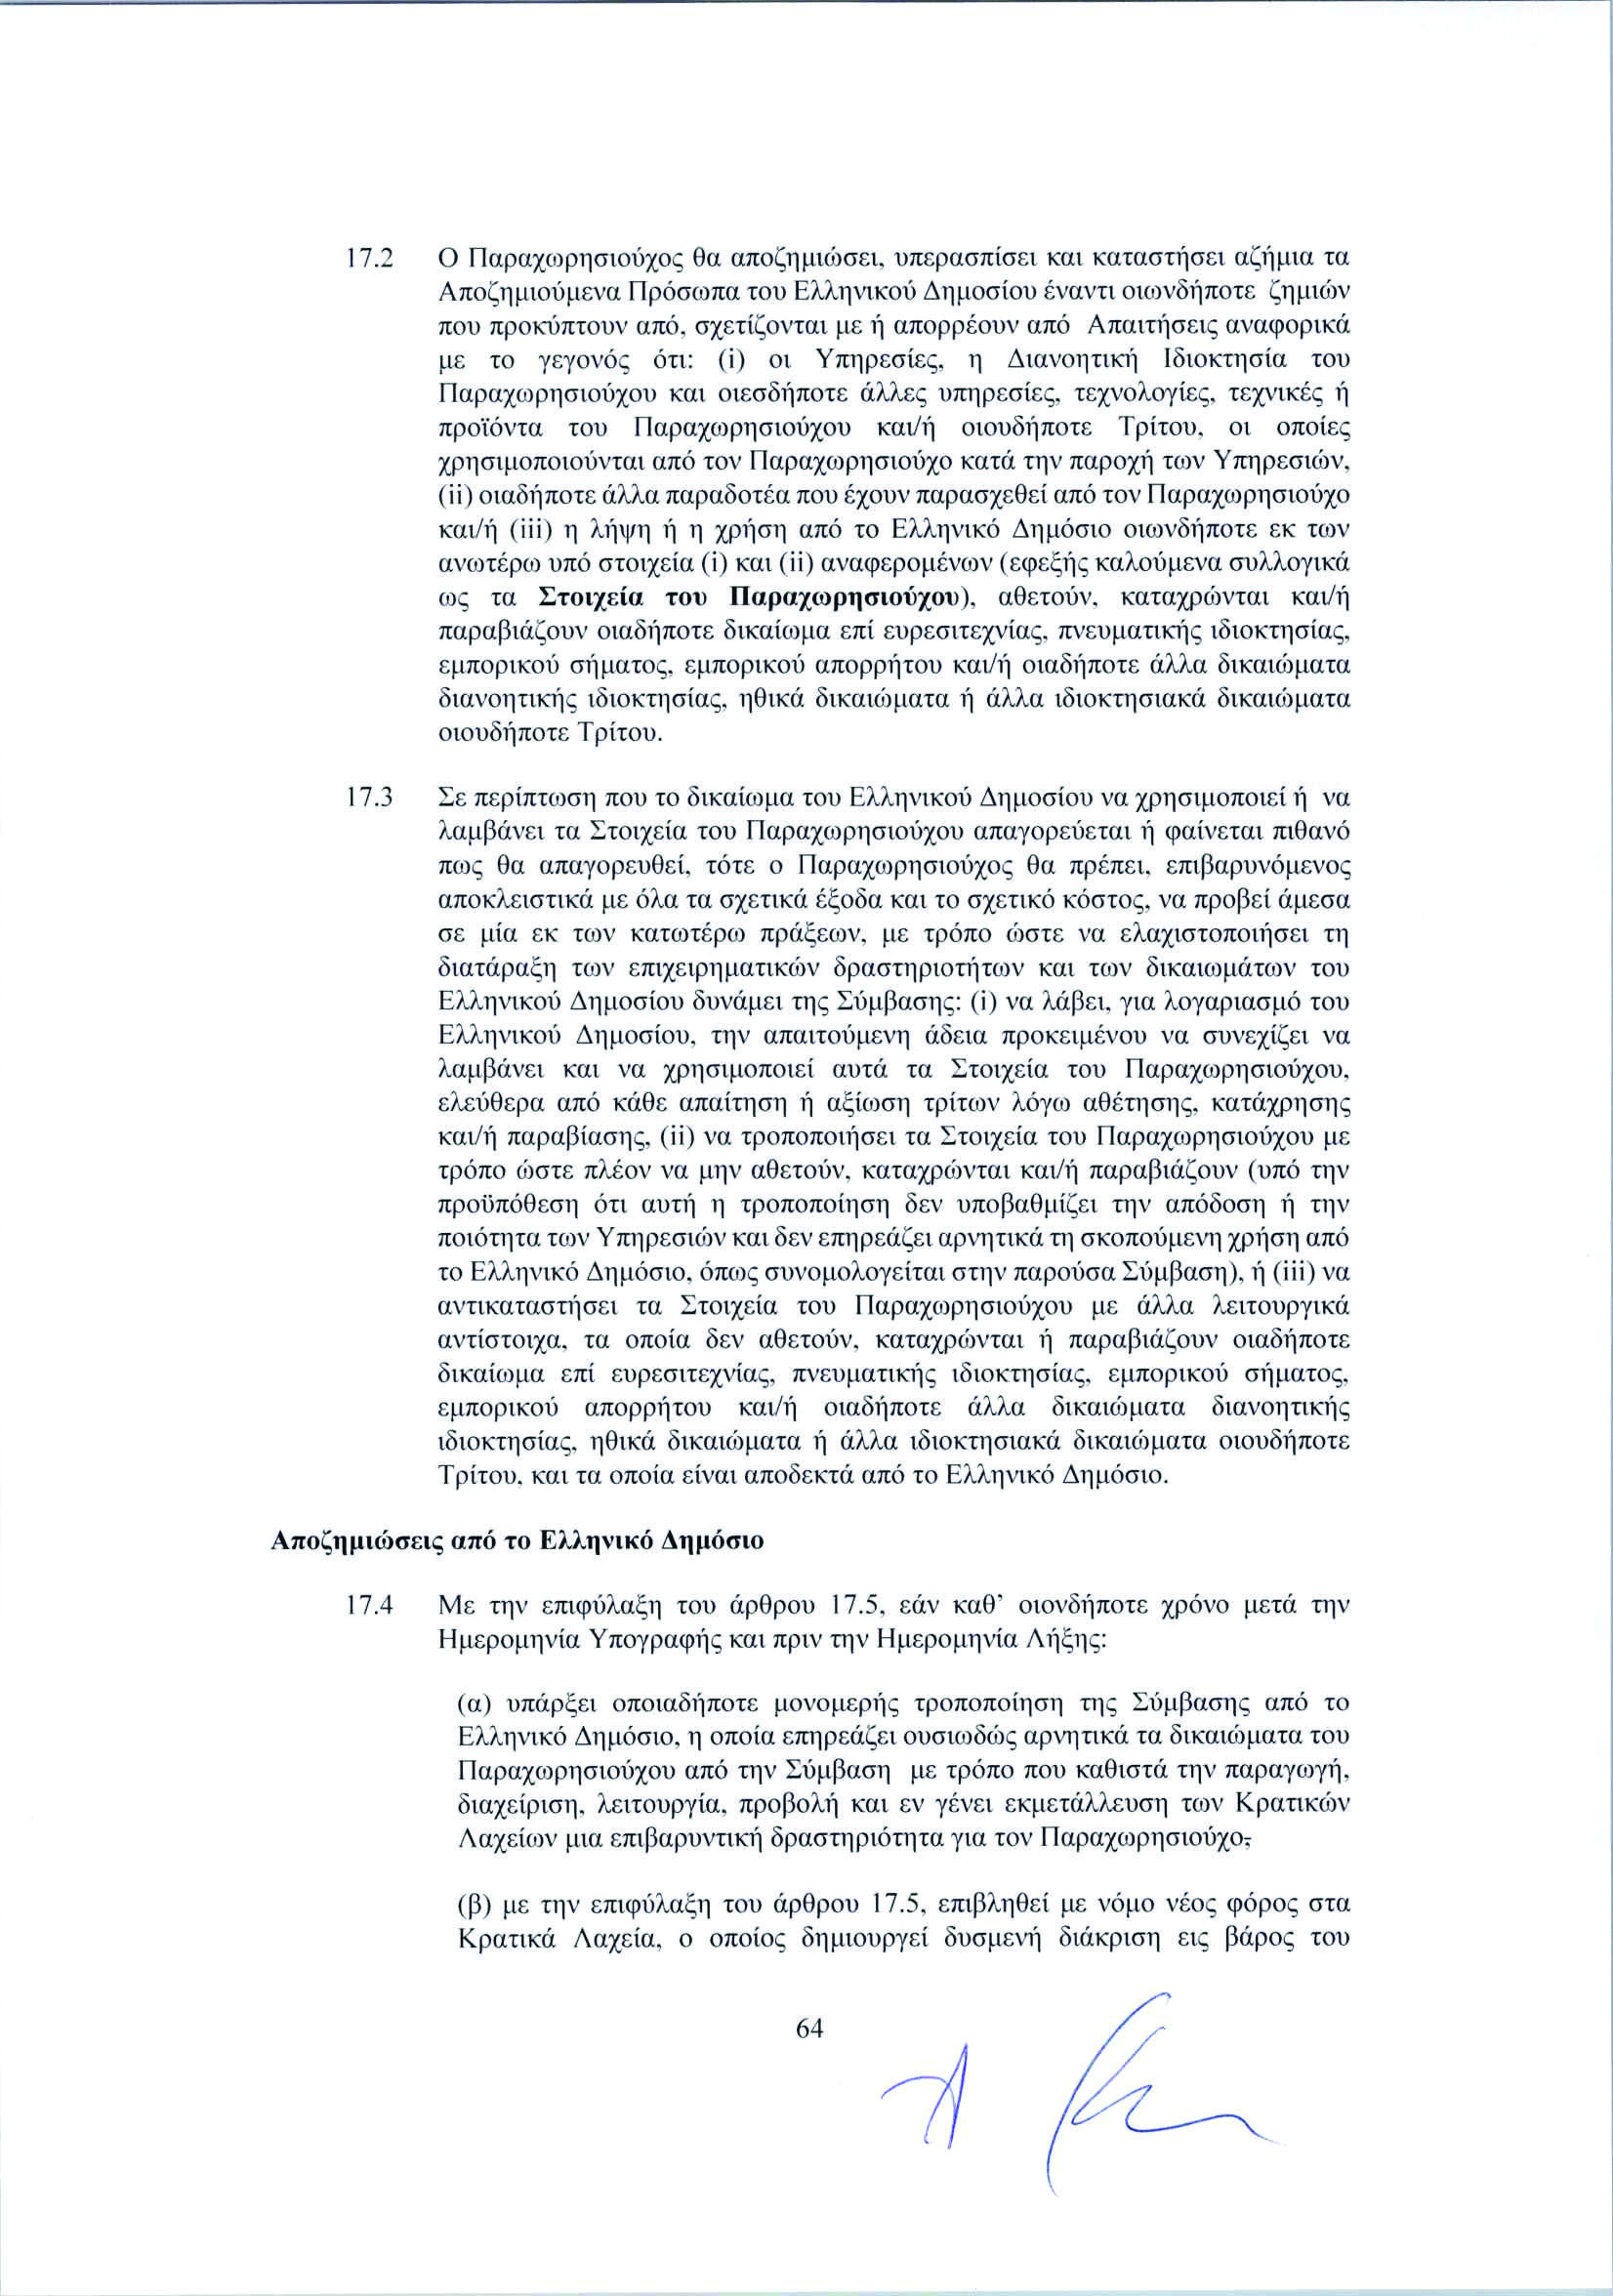 17.2 Ο Παραχωρησιούχος θα αποζημιώσει, υπερασπίσει και καταστήσει αζήμια τα
Αποζημιούμενα Πρόσωπα του Ελληνικού Δημοσίου έναντι οιωνδήποτε ζημιών
που προκύπτουν από, σχετίζονται με ή απορρέουν από Απαιτήσεις αναφορικά
με το γεγονός ότι: (i) οι Υπηρεσίες, η Διανοητική Ιδιοκτησία του
Παραχωρησιούχου και οιεσδήποτε άλλες υπηρεσίες, τεχνολογίες, τεχνικές ή
προϊόντα του Παραχωρησιούχου και/ή οιουδήποτε Τρίτου, οι οποίες
χρησιμοποιούνται από τον Παραχωρησιούχο κατά την παροχή των Υπηρεσιών,
(ii) οιαδήποτε άλλα παραδοτέα που έχουν παρασχεθεί από τον Παραχωρησιούχο
και/ή (iii) η λήψη ή η χρήση από το Ελληνικό Δημόσιο οιωνδήποτε εκ των
ανωτέρω υπό στοιχεία (i) και (ii) αναφερομένων (εφεξής καλούμενα συλλογικά
ως τα Στοιχεία του Παραχωρησιούχου), αθετούν, καταχρώνται και/ή
παραβιάζουν οιαδήποτε δικαίωμα επί ευρεσιτεχνίας, πνευματικής ιδιοκτησίας,
εμπορικού σήματος, εμπορικού απορρήτου και/ή οιαδήποτε άλλα δικαιώματα
διανοητικής ιδιοκτησίας, ηθικά δικαιώματα ή άλλα ιδιοκτησιακά δικαιώματα
οιουδήποτε Τρίτου.
17.3 Σε περίπτωση που το δικαίωμα του Ελληνικού Δημοσίου να χρησιμοποιεί ή να
λαμβάνει τα Στοιχεία του Παραχωρησιούχου απαγορεύεται ή φαίνεται πιθανό
πως θα απαγορευθεί, τότε ο Παραχωρησιούχος θα πρέπει, επιβαρυνόμενος
αποκλειστικά με όλα τα σχετικά έξοδα και το σχετικό κόστος, να προβεί άμεσα
σε μία εκ των κατωτέρω πράξεων, με τρόπο ώστε να ελαχιστοποιήσει τη
διατάραξη των επιχειρηματικών δραστηριοτήτων και των δικαιωμάτων του
Ελληνικού Δημοσίου δυνάμει της Σύμβασης: (i) να λάβει, για λογαριασμό του
Ελληνικού Δημοσίου, την απαιτούμενη άδεια προκειμένου να συνεχίζει να
λαμβάνει και να χρησιμοποιεί αυτά τα Στοιχεία του Παραχωρησιούχου,
ελεύθερα από κάθε απαίτηση ή αξίωση τρίτων λόγω αθέτησης, κατάχρησης
και/ή παραβίασης, (ii) να τροποποιήσει τα Στοιχεία του Παραχωρησιούχου με
τρόπο ώστε πλέον να μην αθετούν, καταχρώνται και/ή παραβιάζουν (υπό την
προϋπόθεση ότι αυτή η τροποποίηση δεν υποβαθμίζει την απόδοση ή την
ποιότητα των Υπηρεσιών και δεν επηρεάζει αρνητικά τη σκοπούμενη χρήση από
το Ελληνικό Δημόσιο, όπως συνομολογείται στην παρούσα Σύμβαση), ή (iii) να
αντικαταστήσει τα Στοιχεία του Παραχωρησιούχου με άλλα λειτουργικά
αντίστοιχα, τα οποία δεν αθετούν, καταχρώνται ή παραβιάζουν οιαδήποτε
δικαίωμα επί ευρεσιτεχνίας, πνευματικής ιδιοκτησίας, εμπορικού σήματος,
εμπορικού απορρήτου και/ή οιαδήποτε άλλα δικαιώματα διανοητικής
ιδιοκτησίας, ηθικά δικαιώματα ή άλλα ιδιοκτησιακά δικαιώματα οιουδήποτε
Τρίτου, και τα οποία είναι αποδεκτά από το Ελληνικό Δημόσιο.
Αποζημιώσεις από το Ελληνικό Δημόσιο
17.4 Με την επιφύλαξη του άρθρου 17.5, εάν καθ’ οιονδήποτε χρόνο μετά την
Ημερομηνία Υπογραφής και πριν την Ημερομηνία Λήξης:
(α) υπάρξει οποιαδήποτε μονομερής τροποποίηση της Σύμβασης από το
Ελληνικό Δημόσιο, η οποία επηρεάζει ουσιωδώς αρνητικά τα δικαιώματα του
Παραχωρησιούχου από την Σύμβαση με τρόπο που καθιστά την παραγωγή,
διαχείριση, λειτουργία, προβολή και εν γένει εκμετάλλευση των Κρατικών
Λαχείων μια επιβαρυντική δραστηριότητα για τον Παραχωρησιούχο,
(β) με την επιφύλαξη του άρθρου 17.5, επιβληθεί με νόμο νέος φόρος στα
Κρατικά Λαχεία, ο οποίος δημιουργεί δυσμενή διάκριση εις βάρος του
64